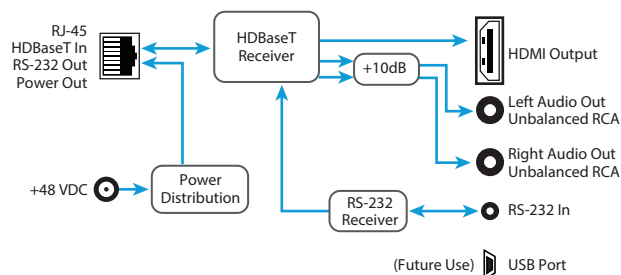 RJ-45
HDBaseT In
RS-232 Out
Power Out
HDBaseT
Receiver
+10dB
HDMI Output
Left Audio Out
Unbalanced RCA
Right Audio Out
Unbalanced RCA
+48 VDC
Power
Distribution
RS-232
Receiver
RS-232 In
(Future Use)
USB Port